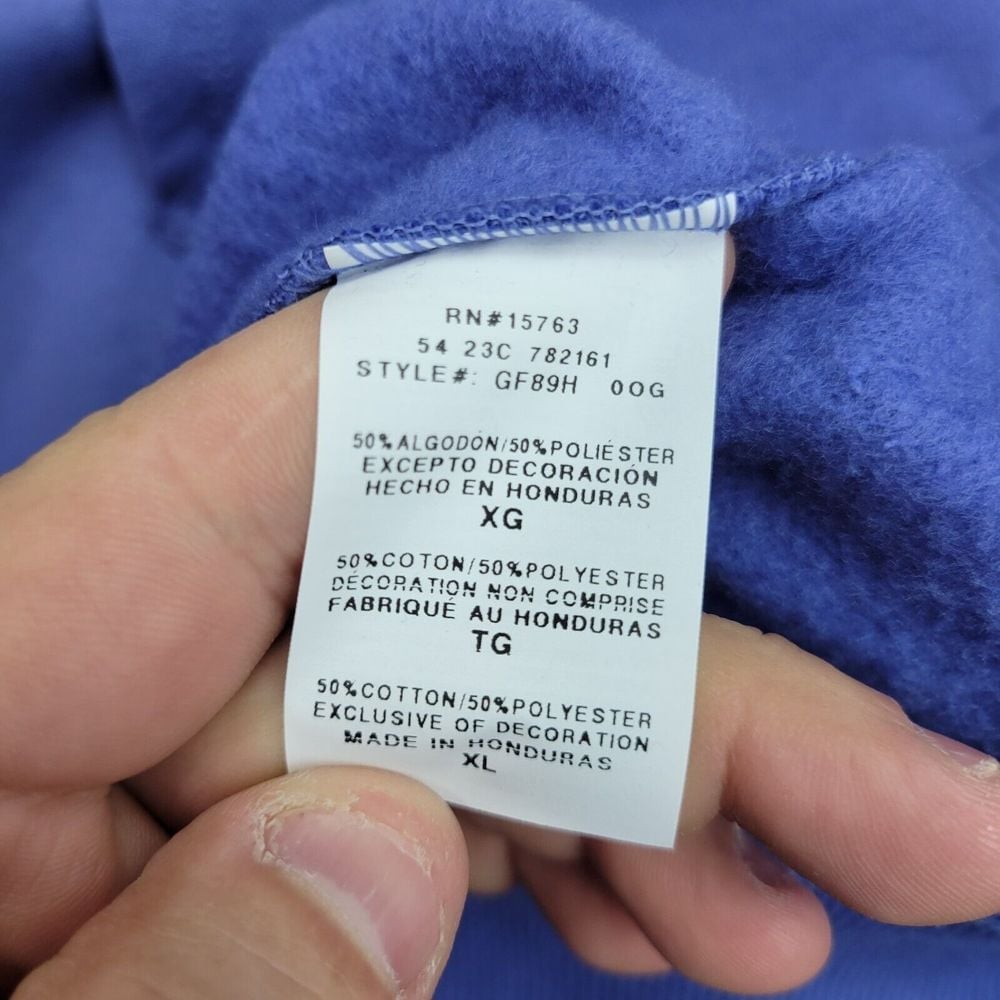 RN#15763
54 23C 782161
STYLE#: GF89H 00G
50%ALGODÓN/50%POLIÉSTER
EXCEPTO DECORACIÓN
HECHO EN HONDURAS
XG
50%COTON/50%POLYESTER
DÉCORATION NON COMPRISE
FABRIQUÉ AU HONDURAS
TG
50%COTTON/50%POLYESTER
EXCLUSIVE OF DECORATION
MADE IN HONDURAS
XL